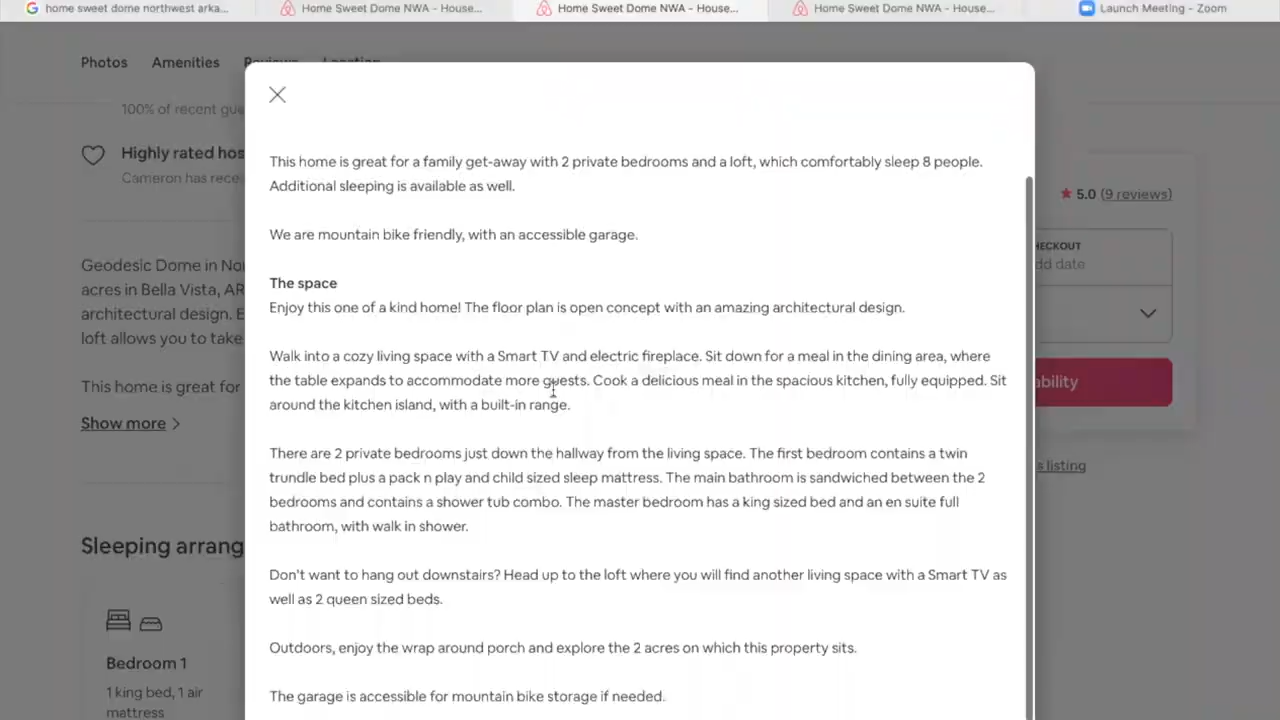 home sweet dome northwest arka...
Home Sweet Dome NWA - House...
Home Sweet Dome NWA - House...
Home Sweet Dome NWA - House...
Launch Meeting - Zoom
Photos
Amenities
Reviews
Location
100% of recent gue
Highly rated hos
Cameron has rece
Geodesic Dome in Nor
acres in Bella Vista, AR
architectural design. E
loft allows you to take
This home is great for
Show more
Sleeping arrang
Bedroom 1
1 king bed, 1 air
mattress
This home is great for a family get-away with 2 private bedrooms and a loft, which comfortably sleep 8 people.
Additional sleeping is available as well.
We are mountain bike friendly, with an accessible garage.
The space
Enjoy this one of a kind home! The floor plan is open concept with an amazing architectural design.
Walk into a cozy living space with a Smart TV and electric fireplace. Sit down for a meal in the dining area, where
the table expands to accommodate more guests. Cook a delicious meal in the spacious kitchen, fully equipped. Sit
around the kitchen island, with a built-in range.
There are 2 private bedrooms just down the hallway from the living space. The first bedroom contains a twin
trundle bed plus a pack n play and child sized sleep mattress. The main bathroom is sandwiched between the 2
bedrooms and contains a shower tub combo. The master bedroom has a king sized bed and an en suite full
bathroom, with walk in shower.
Don't want to hang out downstairs? Head up to the loft where you will find another living space with a Smart TV as
well as 2 queen sized beds.
Outdoors, enjoy the wrap around porch and explore the 2 acres on which this property sits.
The garage is accessible for mountain bike storage if needed.
5.0 (9 reviews)
HECKOUT
dd date
ability
s listing